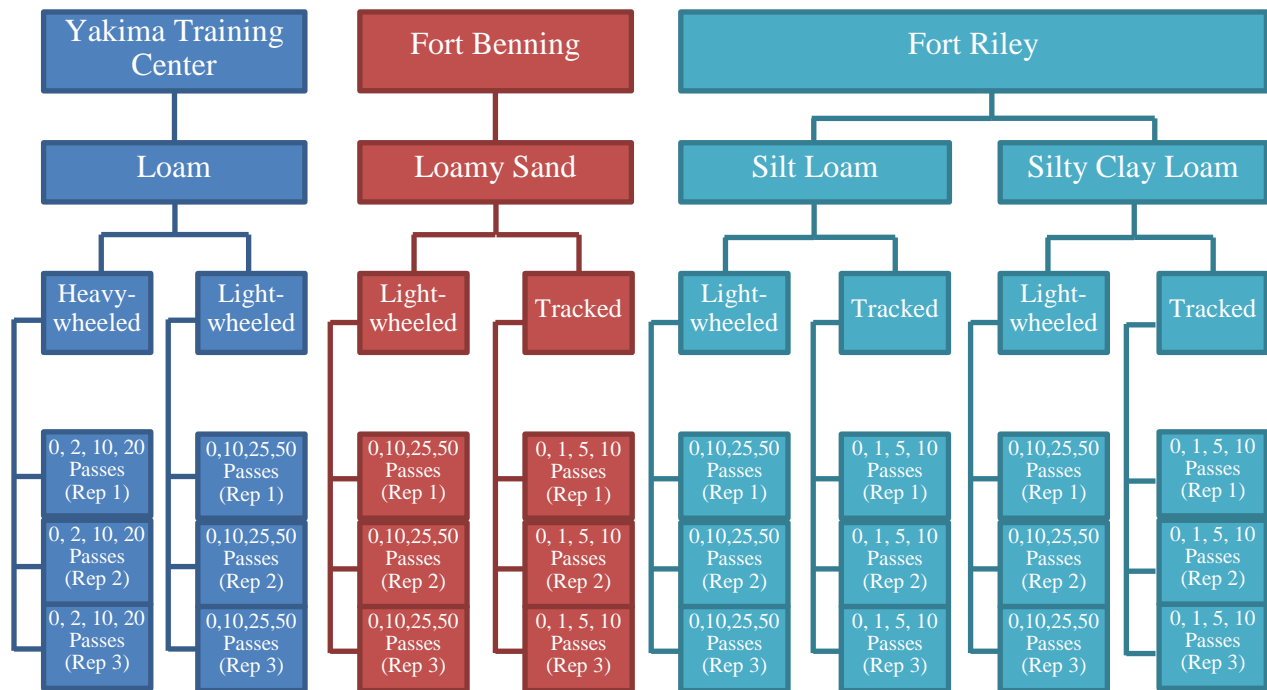 Yakima Training
Center
Fort Benning
Fort Riley
Loam
Loamy Sand
Silt Loam
Silty Clay Loam
Heavy-
wheeled
Light-
wheeled
Light-
wheeled
Tracked
Light-
wheeled
Tracked
Light-
wheeled
Tracked
0, 2, 10, 20
Passes
(Rep 1)
0,10,25,50
Passes
(Rep 1)
0,10,25,50
Passes
(Rep 1)
0, 1, 5, 10
Passes
(Rep 1)
0,10,25,50
Passes
(Rep 1)
0, 1, 5, 10
Passes
(Rep 1)
0,10,25,50
Passes
(Rep 1)
0, 1, 5, 10
Passes
(Rep 1)
0, 2, 10, 20
Passes
(Rep 2)
0,10,25,50
Passes
(Rep 2)
0,10,25,50
Passes
(Rep 2)
0, 1, 5, 10
Passes
(Rep 2)
0,10,25,50
Passes
(Rep 2)
0, 1, 5, 10
Passes
(Rep 2)
0,10,25,50
Passes
(Rep 2)
0, 1, 5, 10
Passes
(Rep 2)
0, 2, 10, 20
Passes
(Rep 3)
0,10,25,50
Passes
(Rep 3)
0,10,25,50
Passes
(Rep 3)
0, 1, 5, 10
Passes
(Rep 3)
0,10,25,50
Passes
(Rep 3)
0, 1, 5, 10
Passes
(Rep 3)
0,10,25,50
Passes
(Rep 3)
0, 1, 5, 10
Passes
(Rep 3)